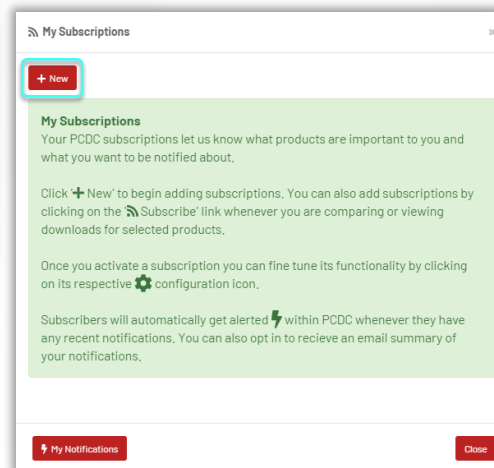 My Subscriptions
+ New
My Subscriptions
Your PCDC subscriptions let us know what products are important to you and
what you want to be notified about.
Click '+ New' to begin adding subscriptions. You can also add subscriptions by
clicking on the ' Subscribe' link whenever you are comparing or viewing
downloads for selected products.
Once you activate a subscription you can fine tune its functionality by clicking
on its respective configuration icon.
Subscribers will automatically get alerted within PCDC whenever they have
any recent notifications. You can also opt in to recieve an email summary of
your notifications.
My Notifications
Close